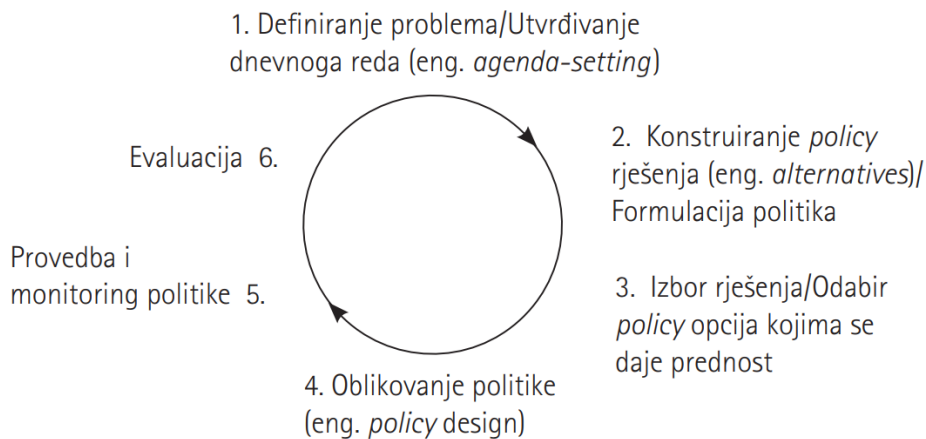 1. Definiranje problema/Utvrđivanje
dnevnoga reda (eng. agenda-setting)
2. Konstruiranje policy
rješenja (eng. alternatives)/
Formulacija politika
3. Izbor rješenja/Odabir
policy opcija kojima se
daje prednost
4. Oblikovanje politike
(eng. policy design)
Provedba i
monitoring politike 5.
Evaluacija 6.